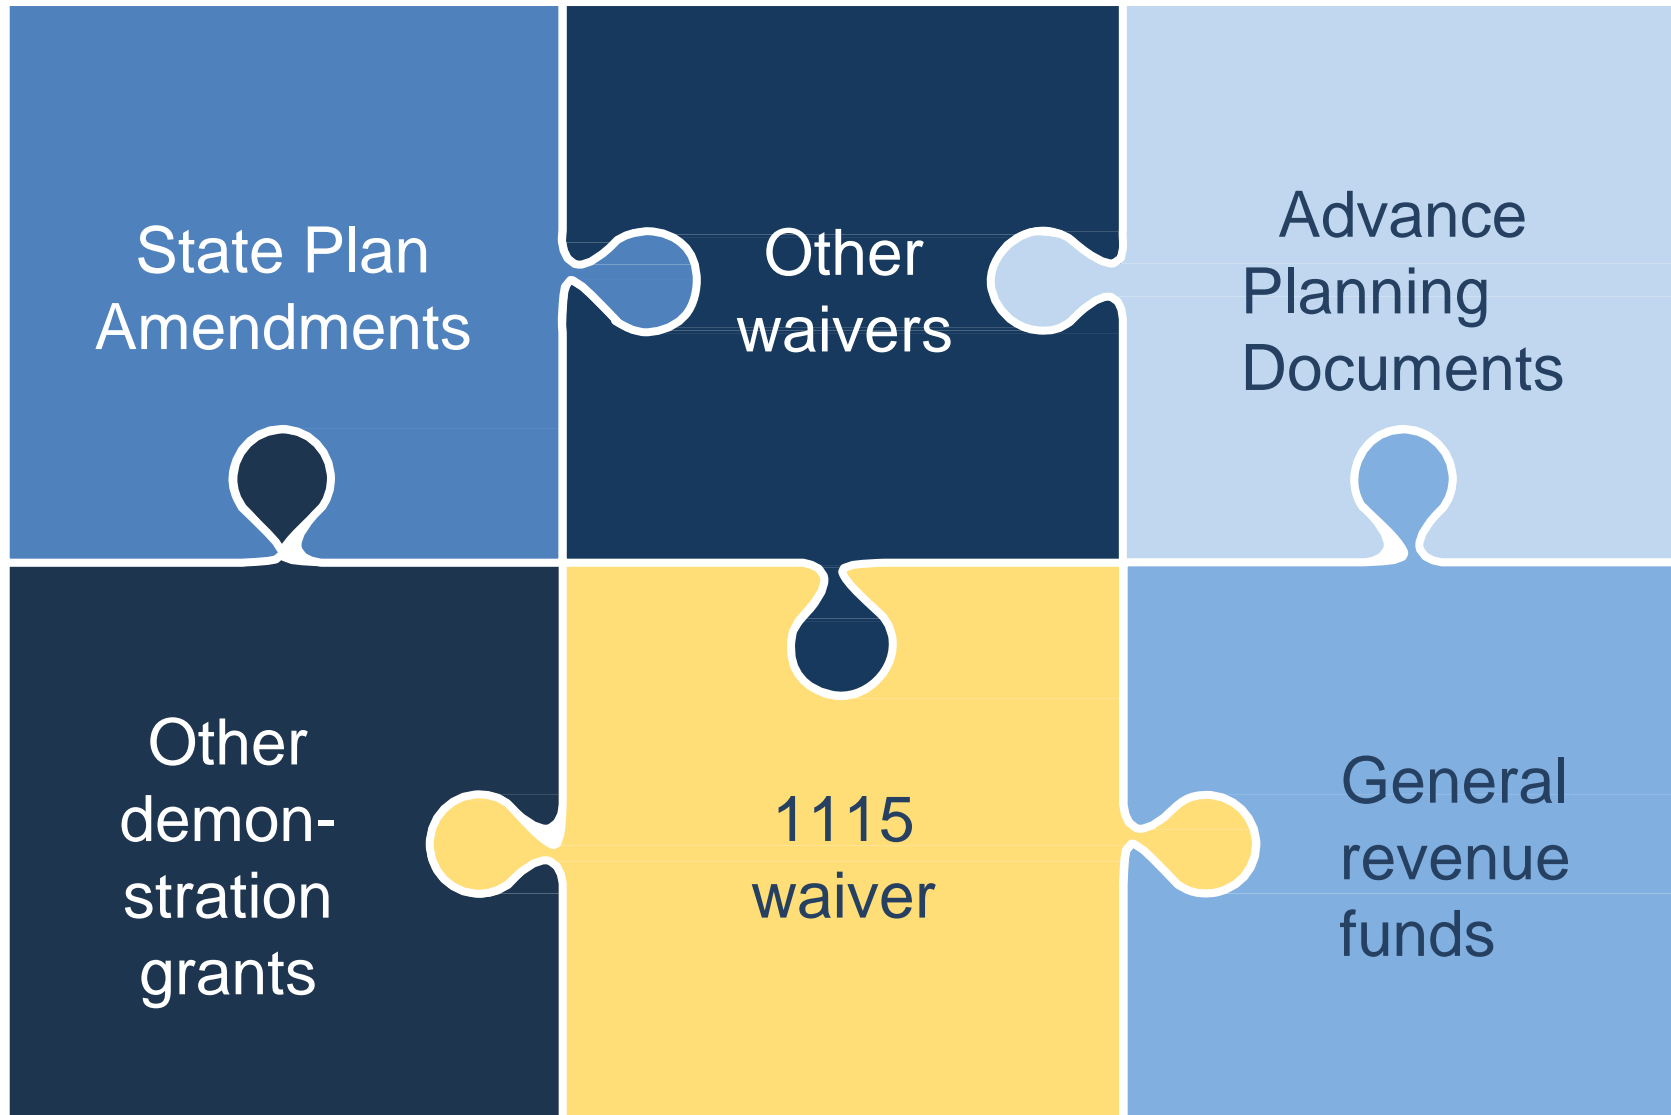 State Plan
Amendments
Other
waivers
Advance
Planning
Documents
Other
demon-
stration
grants
1115
waiver
General
revenue
funds